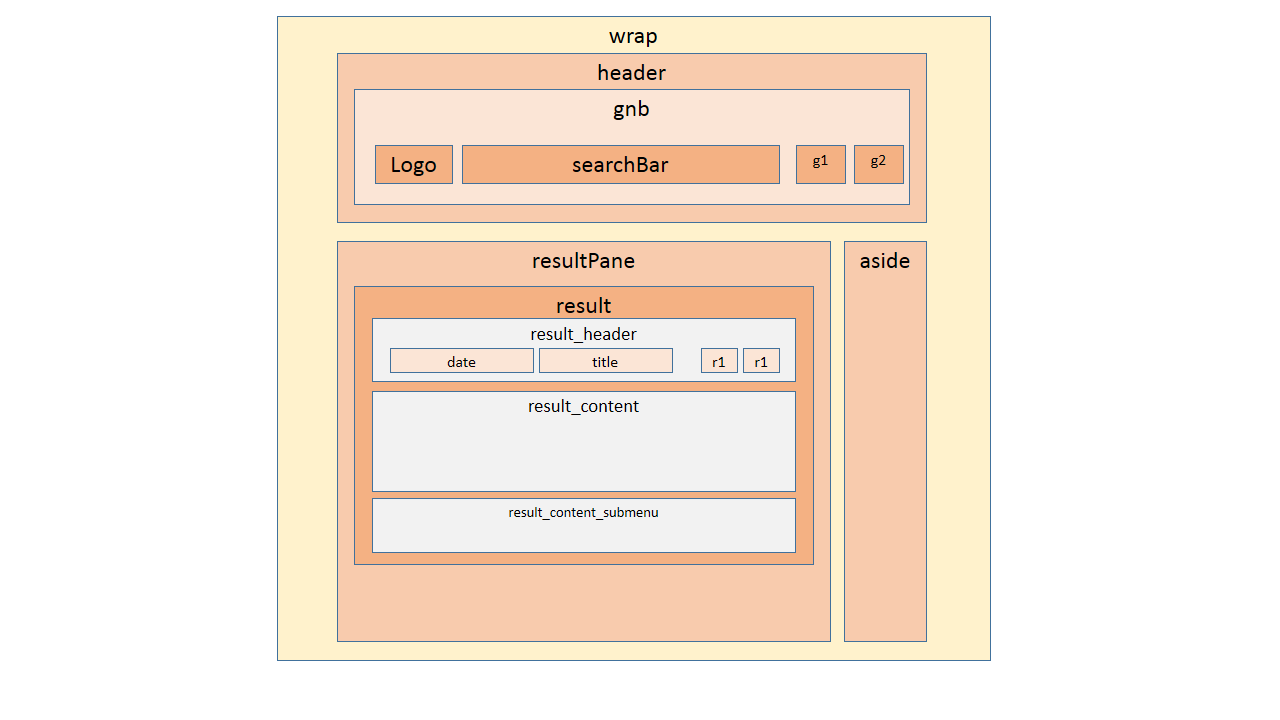 wrap
header
gnb
Logo
searchBar
g1
g2
resultPane
aside
result
result_header
date
title
r1
r1
result_content
result_content_submenu